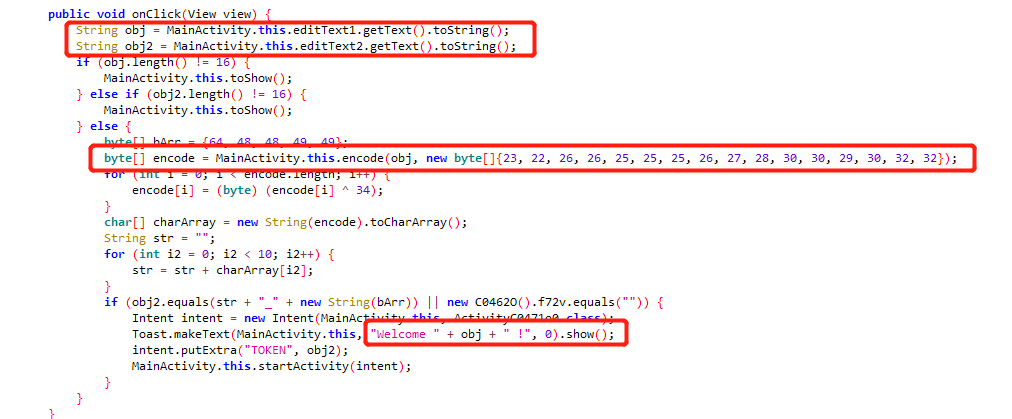 public void onClick(View view) {
String obj = MainActivity.this.editText1.getText().toString();
String obj2 = MainActivity.this.editText2.getText().toString();
if (obj.length() != 16) {
MainActivity.this.toShow();
} else if (obj2.length() != 16) {
MainActivity.this.toShow();
} else {
byte[] bArr = {64, 48, 48, 49, 49};
byte[] encode = MainActivity.this.encode(obj, new byte[]{23, 22, 26, 26, 25, 25, 25, 26, 27, 28, 30, 30, 29, 30, 32, 32});
for (int i = 0; i < encode.length; i++) {
encode[i] = (byte) (encode[i] ^ 34);
}
char[] charArray = new String(encode).toCharArray();
String str = "";
for (int i2 = 0; i2 < 10; i2++) {
str = str + charArray[i2];
}
if (obj2.equals(str + "_" + new String(bArr)) || new C0462O().f72v.equals("")) {
Intent intent = new Intent(MainActivity.this, ActivityC0471e0.class);
Toast.makeText(MainActivity.this, "Welcome " + obj + " !", 0).show();
intent.putExtra("TOKEN", obj2);
MainActivity.this.startActivity(intent);
}
}
}